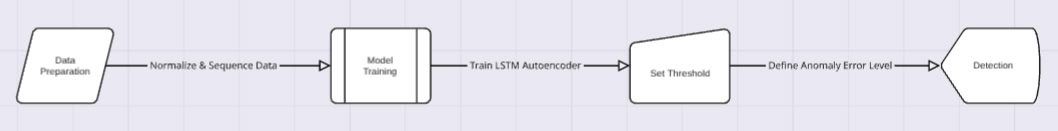 Data
Preparation
Normalize & Sequence Data
Model
Training
Train LSTM Autoencoder
Set Threshold
Define Anomaly Error Level
Detection